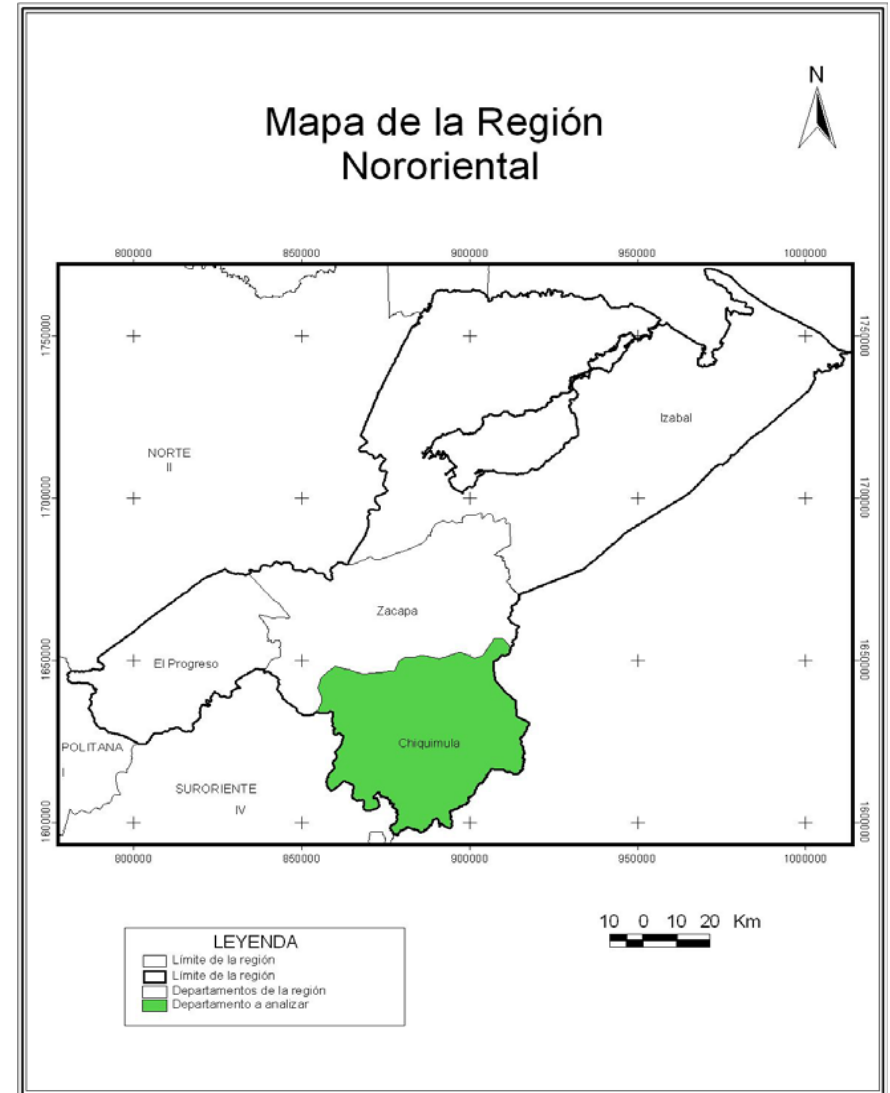 N
Mapa de la Región
Nororiental
800000
850000
900000
950000
1000000
1750000
1750000
Izabal
NORTE
II
1700000
1700000
Zacapa
El Progreso
1650000
1650000
Chiquimula
POLITANA
I
SURORIENTE
IV
1600000
1600000
800000
850000
900000
950000
1000000
10 0 10 20 Km
LEYENDA
Límite de la región
Límite de la región
Departamentos de la región
Departamento a analizar